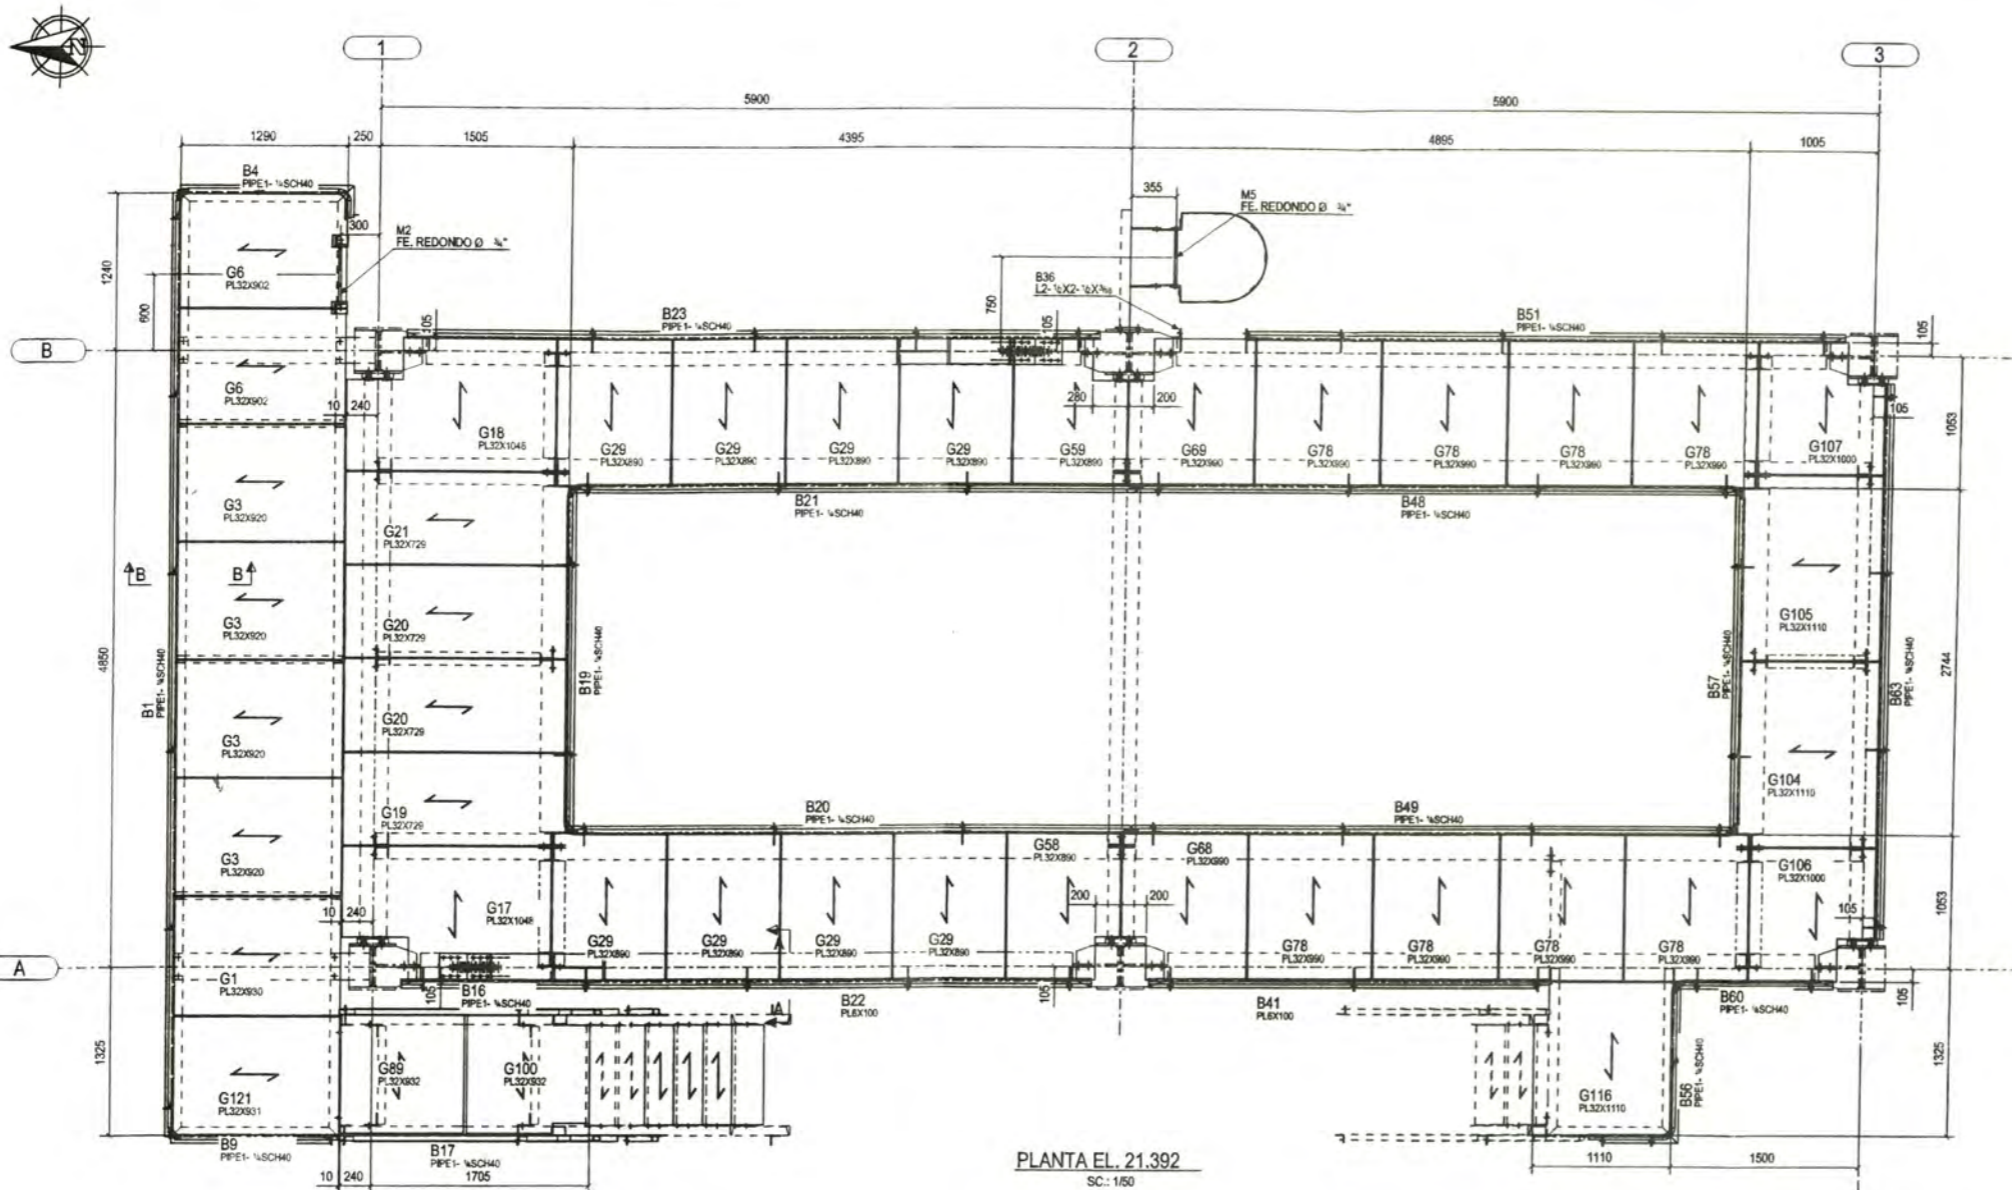 N
1
2
3
5900
5900
1290
250
1505
4395
4895
1005
B4
PIPE1- ¼SCH40
355
M5
FE. REDONDO Ø ¾"
300
M2
FE. REDONDO Ø ¾"
1240
G6
PL32X902
600
750
B36
B23
PIPE1- ¼SCH40
105
105
B51
PIPE1- ¼SCH40
105
B
G6
PL32X902
10
240
280
200
105
1053
G18
PL32X1046
G29
PL32X890
G29
PL32X890
G29
PL32X890
G29
PL32X890
G59
PL32X890
G69
PL32X990
G78
PL32X990
G78
PL32X990
G78
PL32X990
G78
PL32X990
G107
PL32X1000
G3
PL32X920
B21
PIPE1- ¼SCH40
B48
PIPE1- ¼SCH40
G21
PL32X729
B
B
G3
PL32X920
G20
PL32X729
G105
PL32X1110
4850
B1
PIPE1- ¼SCH40
B19
PIPE1- ¼SCH40
B57
PIPE1- ¼SCH40
B63
PIPE1- ¼SCH40
2744
G3
PL32X920
G20
PL32X729
G104
PL32X1110
G3
PL32X920
G19
PL32X729
B20
PIPE1- ¼SCH40
B49
PIPE1- ¼SCH40
G58
PL32X890
G68
PL32X990
G106
PL32X1000
10
240
G17
PL32X1048
200
200
105
1053
A
G29
PL32X890
G29
PL32X890
G29
PL32X890
G29
PL32X890
G78
PL32X990
G78
PL32X990
G78
PL32X990
G78
PL32X990
A
G1
PL32X930
105
B16
PIPE1- ¼SCH40
B22
PL6X100
105
B41
PL6X100
B60
PIPE1- ¼SCH40
105
A
1325
G89
PL32X932
G100
PL32X932
G121
PL32X931
G116
PL32X1110
B56
PIPE1- ¼SCH40
1325
B9
PIPE1- ¼SCH40
B17
PIPE1- ¼SCH40
10
240
1705
PLANTA EL. 21.392
SC.: 1/50
1110
1500